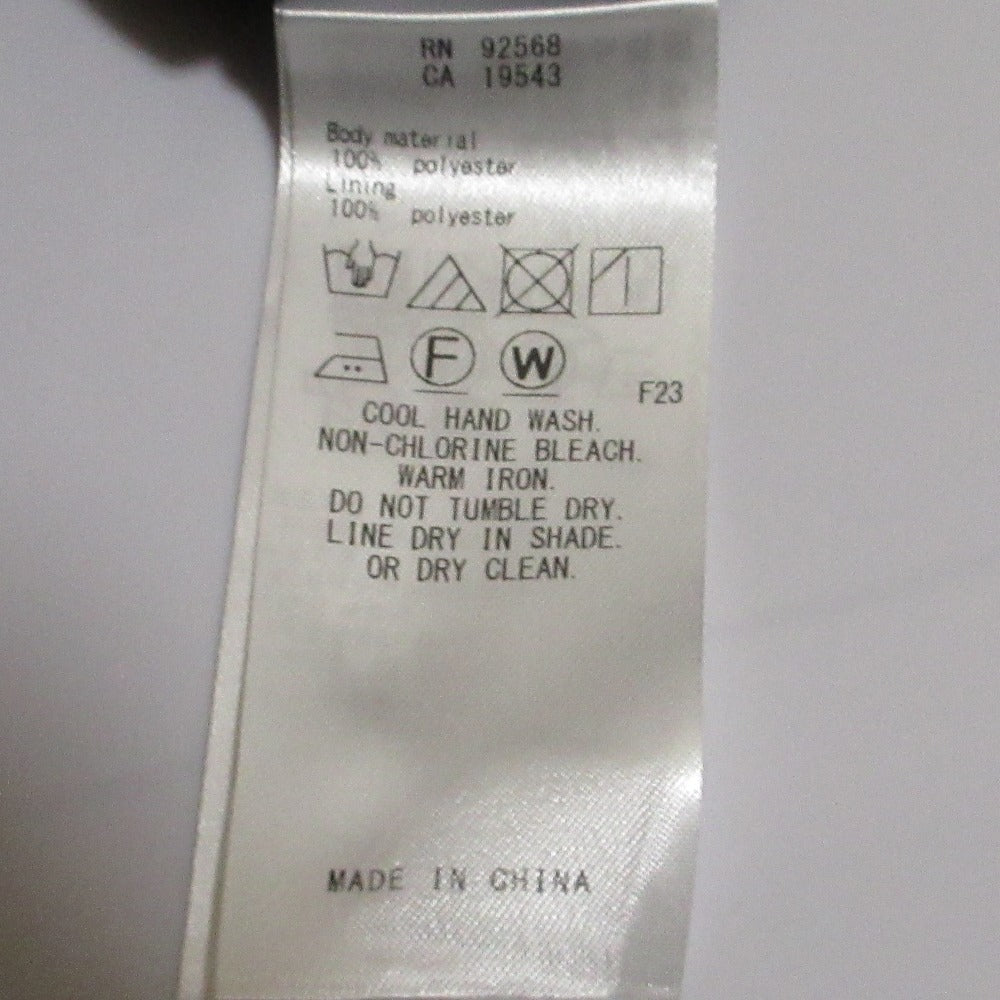 RN 92568
CA 19543
Body material
100% polyester
Lining
100% polyester
F W
F23
COOL HAND WASH.
NON-CHLORINE BLEACH.
WARM IRON.
DO NOT TUMBLE DRY.
LINE DRY IN SHADE.
OR DRY CLEAN.
MADE IN CHINA